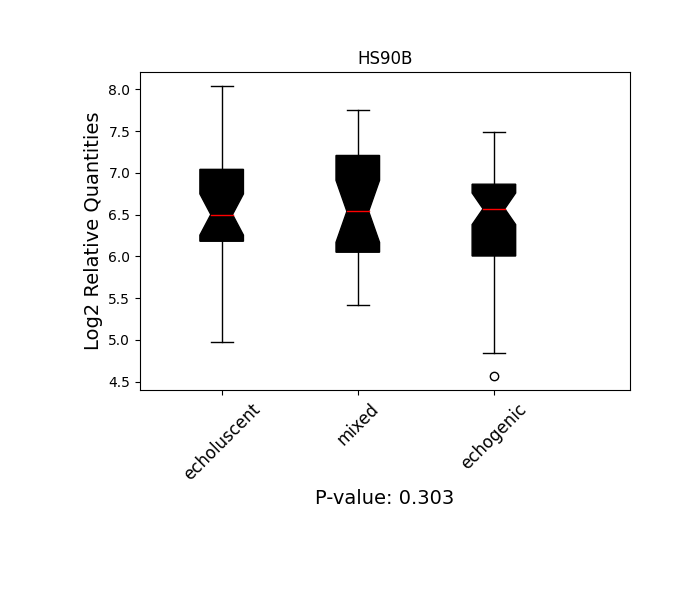 HS90B
Log2 Relative Quantities
8.0
7.5
7.0
6.5
6.0
5.5
5.0
4.5
echoluscent
mixed
echogenic
P-value: 0.303